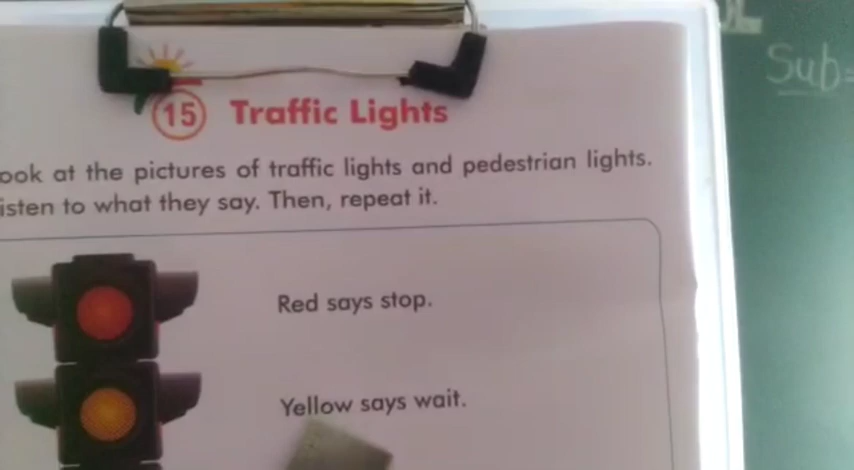 15 Traffic Lights
ook at the pictures of traffic lights and pedestrian lights.
isten to what they say. Then, repeat it.
Red says stop.
Yellow says wait.
Sub=